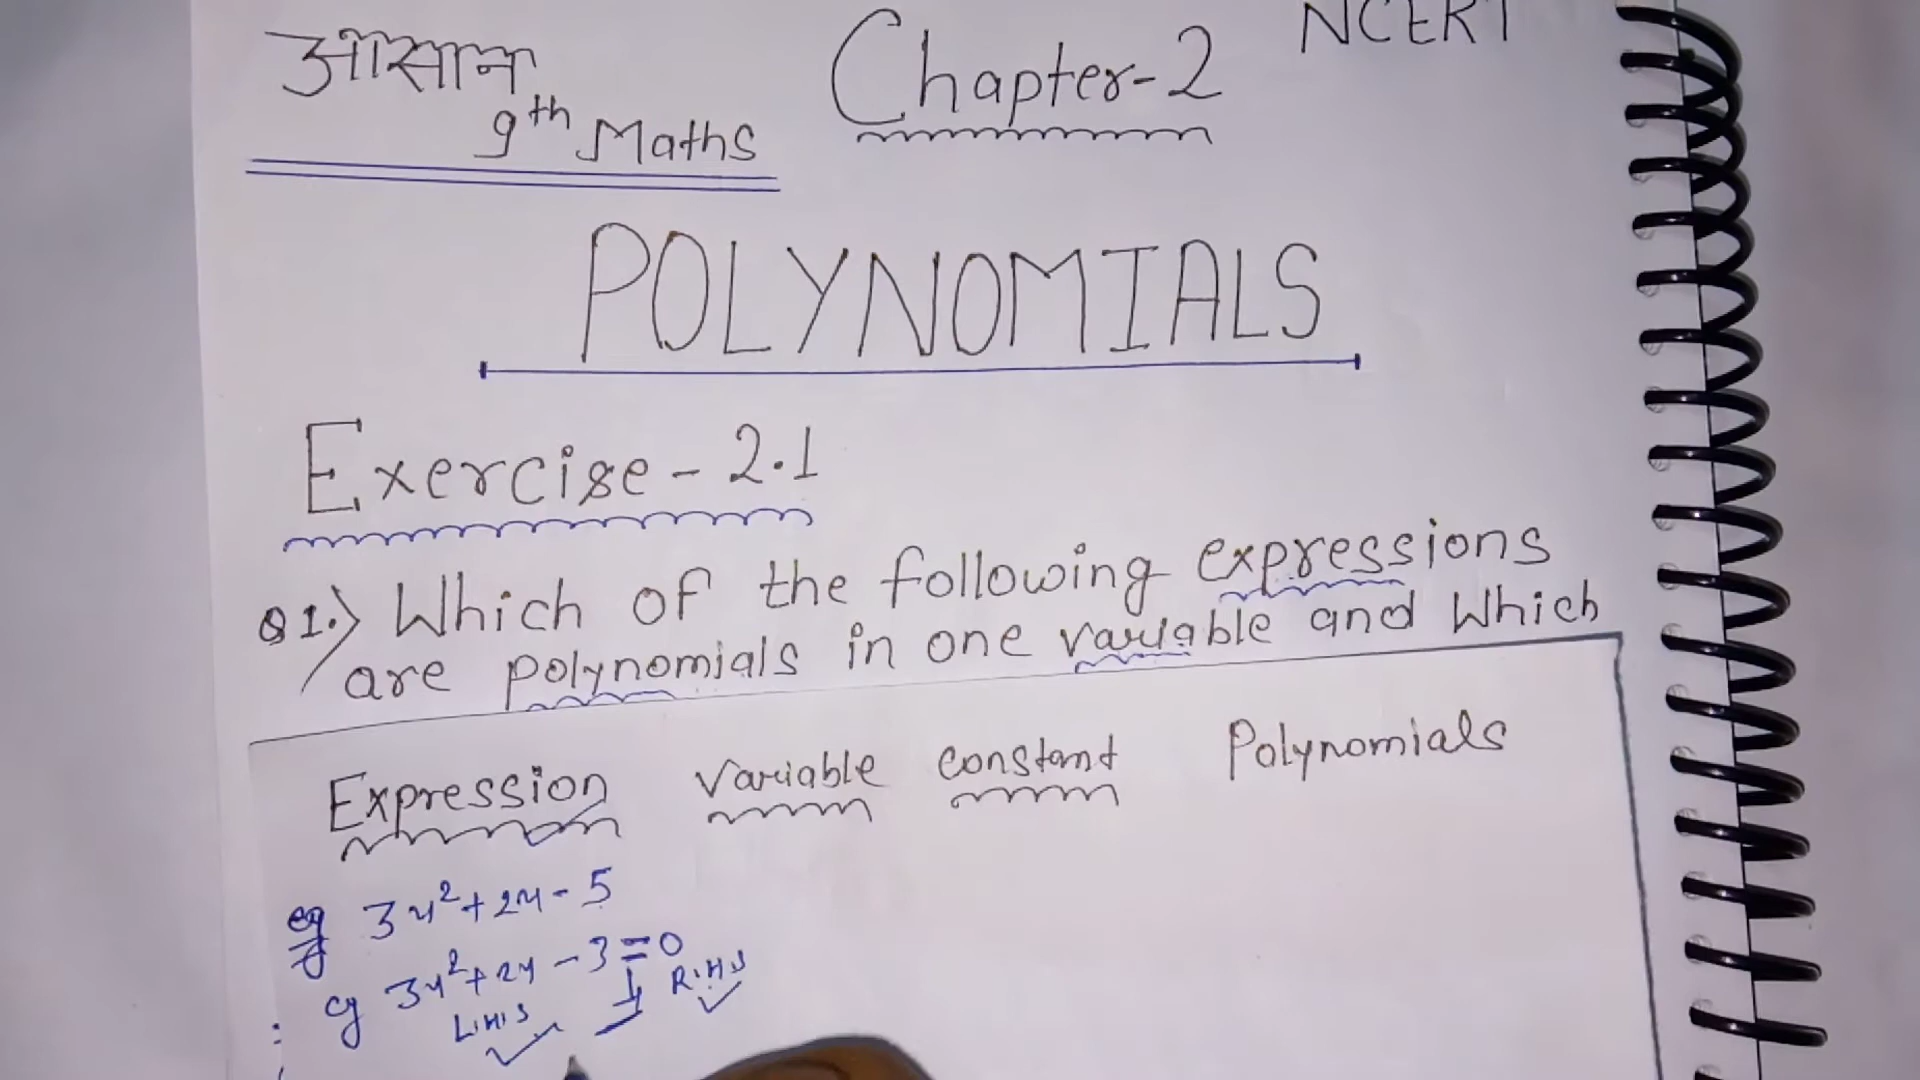 आसान
9th Maths
Chapter-2
NCERT
POLYNOMIALS
Exercise - 2.1
Q1.) Which of the following expressions
are polynomials in one variable and which
Expression Variable constant Polynomials
eg 3x²+2x-5
eg 3x²+2x-3=0
L.H.S R.H.S